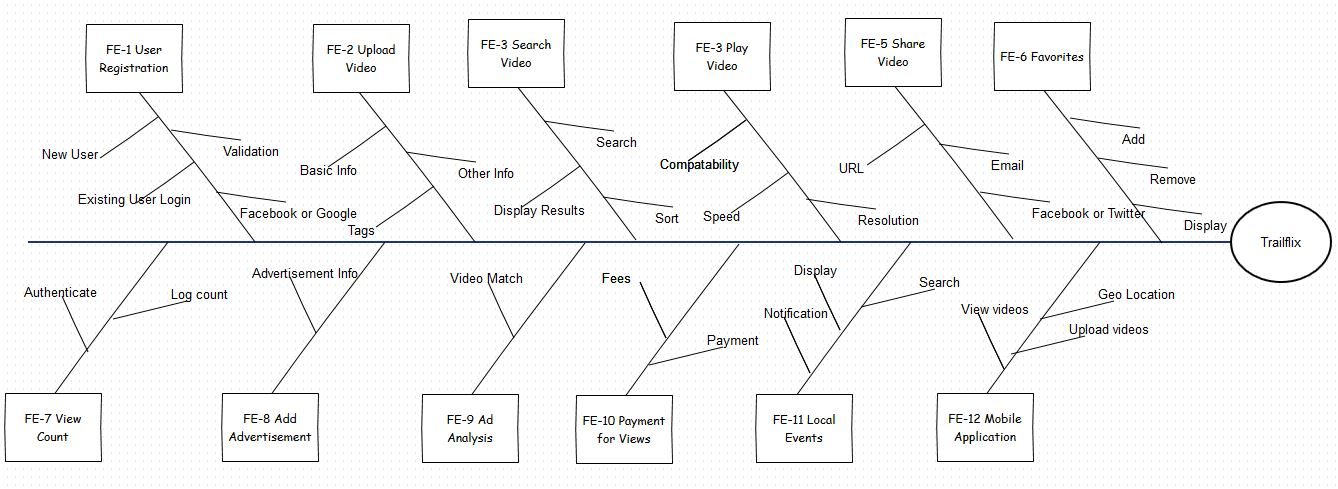 FE-1 User
Registration
FE-2 Upload
Video
FE-3 Search
Video
FE-3 Play
Video
FE-5 Share
Video
FE-6 Favorites
New User
Validation
Existing User Login
Facebook or Google
Basic Info
Other Info
Tags
Search
Display Results
Sort
Compatability
Speed
Resolution
URL
Email
Facebook or Twitter
Add
Remove
Display
Trailflix
Authenticate
Log count
Advertisement Info
Video Match
Fees
Payment
Display
Notification
Search
View videos
Geo Location
Upload videos
FE-7 View
Count
FE-8 Add
Advertisement
FE-9 Ad
Analysis
FE-10 Payment
for Views
FE-11 Local
Events
FE-12 Mobile
Application